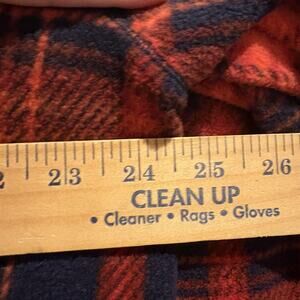 2 23 24 25 26
CLEAN UP
• Cleaner • Rags • Gloves